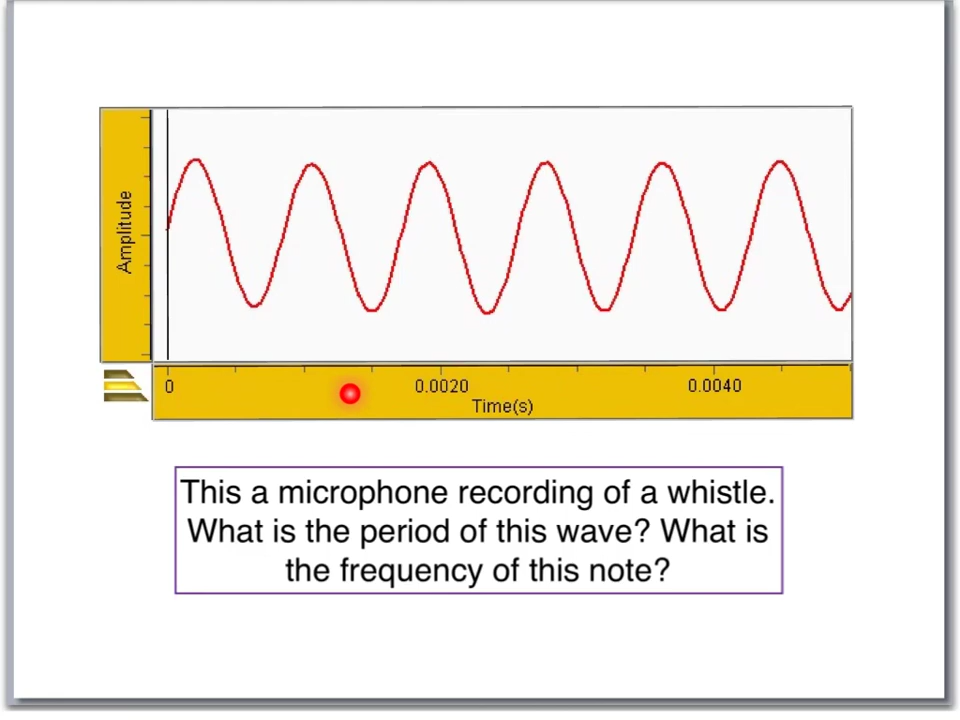 Amplitude
0 0.0020 0.0040
Time(s)
This a microphone recording of a whistle.
What is the period of this wave? What is
the frequency of this note?